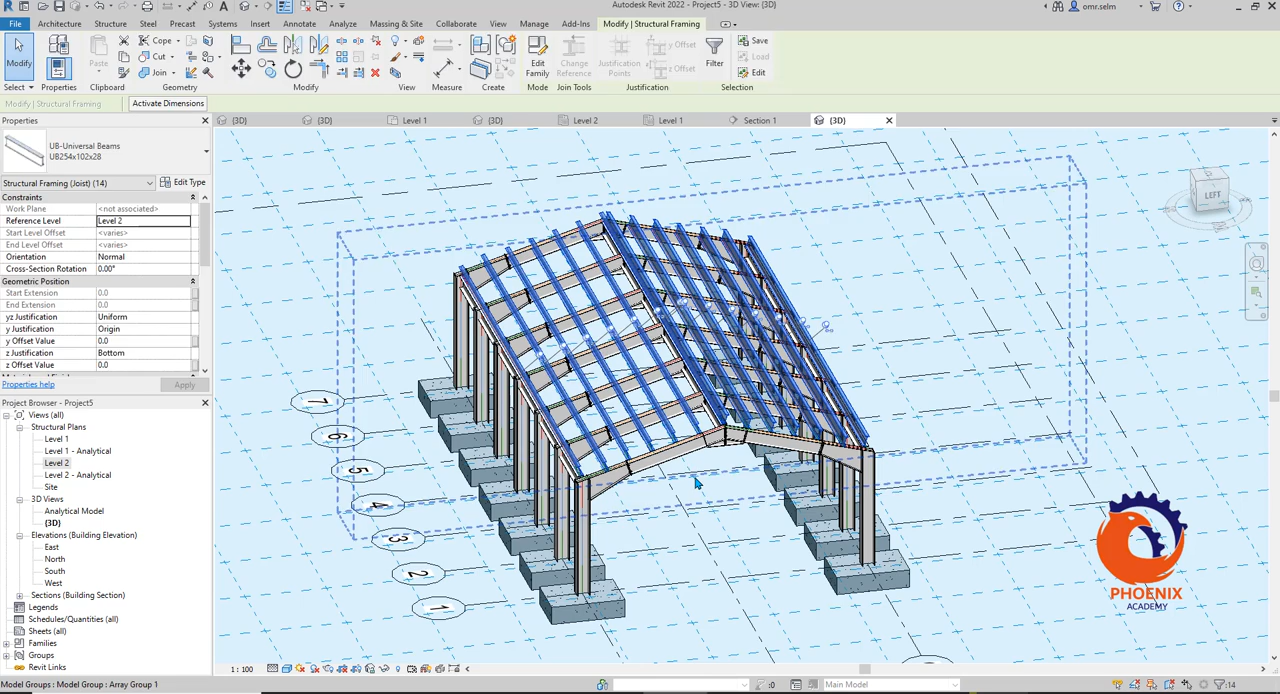 Autodesk Revit 2022 - Project5 - 3D View: {3D}
omr.selm
File Architecture Structure Steel Precast Systems Insert Annotate Analyze Massing & Site Collaborate View Manage Add-Ins Modify | Structural Framing
Modify
Paste
Cope
Cut
Join
Edit Family
Change Reference
Justification Points
y Offset
z Offset
Filter
Save
Load
Edit
Select Properties Clipboard Geometry Modify View Measure Create Mode Join Tools Justification Selection
Modify | Structural Framing Activate Dimensions
Properties
{3D} {3D} Level 1 {3D} Level 2 Level 1 Section 1 {3D}
UB-Universal Beams
UB254x102x28
Structural Framing (Joist) (14) Edit Type
Constraints
Work Plane <not associated>
Reference Level Level 2
Start Level Offset <varies>
End Level Offset <varies>
Orientation Normal
Cross-Section Rotation 0.00°
Geometric Position
Start Extension 0.0
End Extension 0.0
yz Justification Uniform
y Justification Origin
y Offset Value 0.0
z Justification Bottom
z Offset Value 0.0
Properties help Apply
Project Browser - Project5
Views (all)
Structural Plans
Level 1
Level 1 - Analytical
Level 2
Level 2 - Analytical
Site
3D Views
Analytical Model
{3D}
Elevations (Building Elevation)
East
North
South
West
Sections (Building Section)
Legends
Schedules/Quantities (all)
Sheets (all)
Families
Groups
Revit Links
LEFT
7
6
5
4
3
2
1
PHOENIX
ACADEMY
1 : 100
Model Groups : Model Group : Array Group 1
:0
Main Model
:14